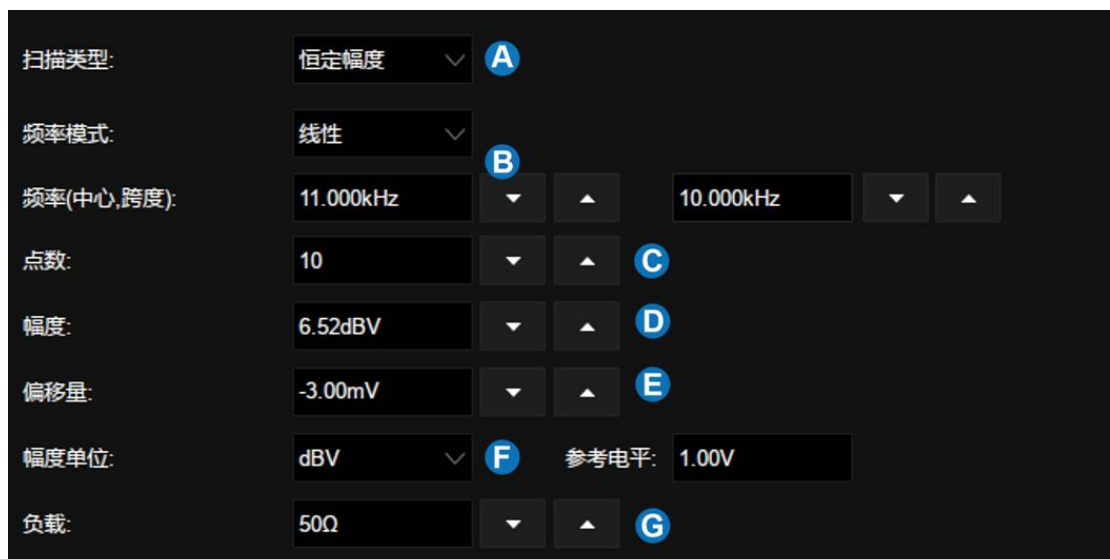 扫描类型: 恒定幅度 A
频率模式: 线性
B
频率(中心,跨度): 11.000kHz 10.000kHz
点数: 10 C
幅度: 6.52dBV D
偏移量: -3.00mV E
幅度单位: dBV F 参考电平: 1.00V
负载: 50Ω G